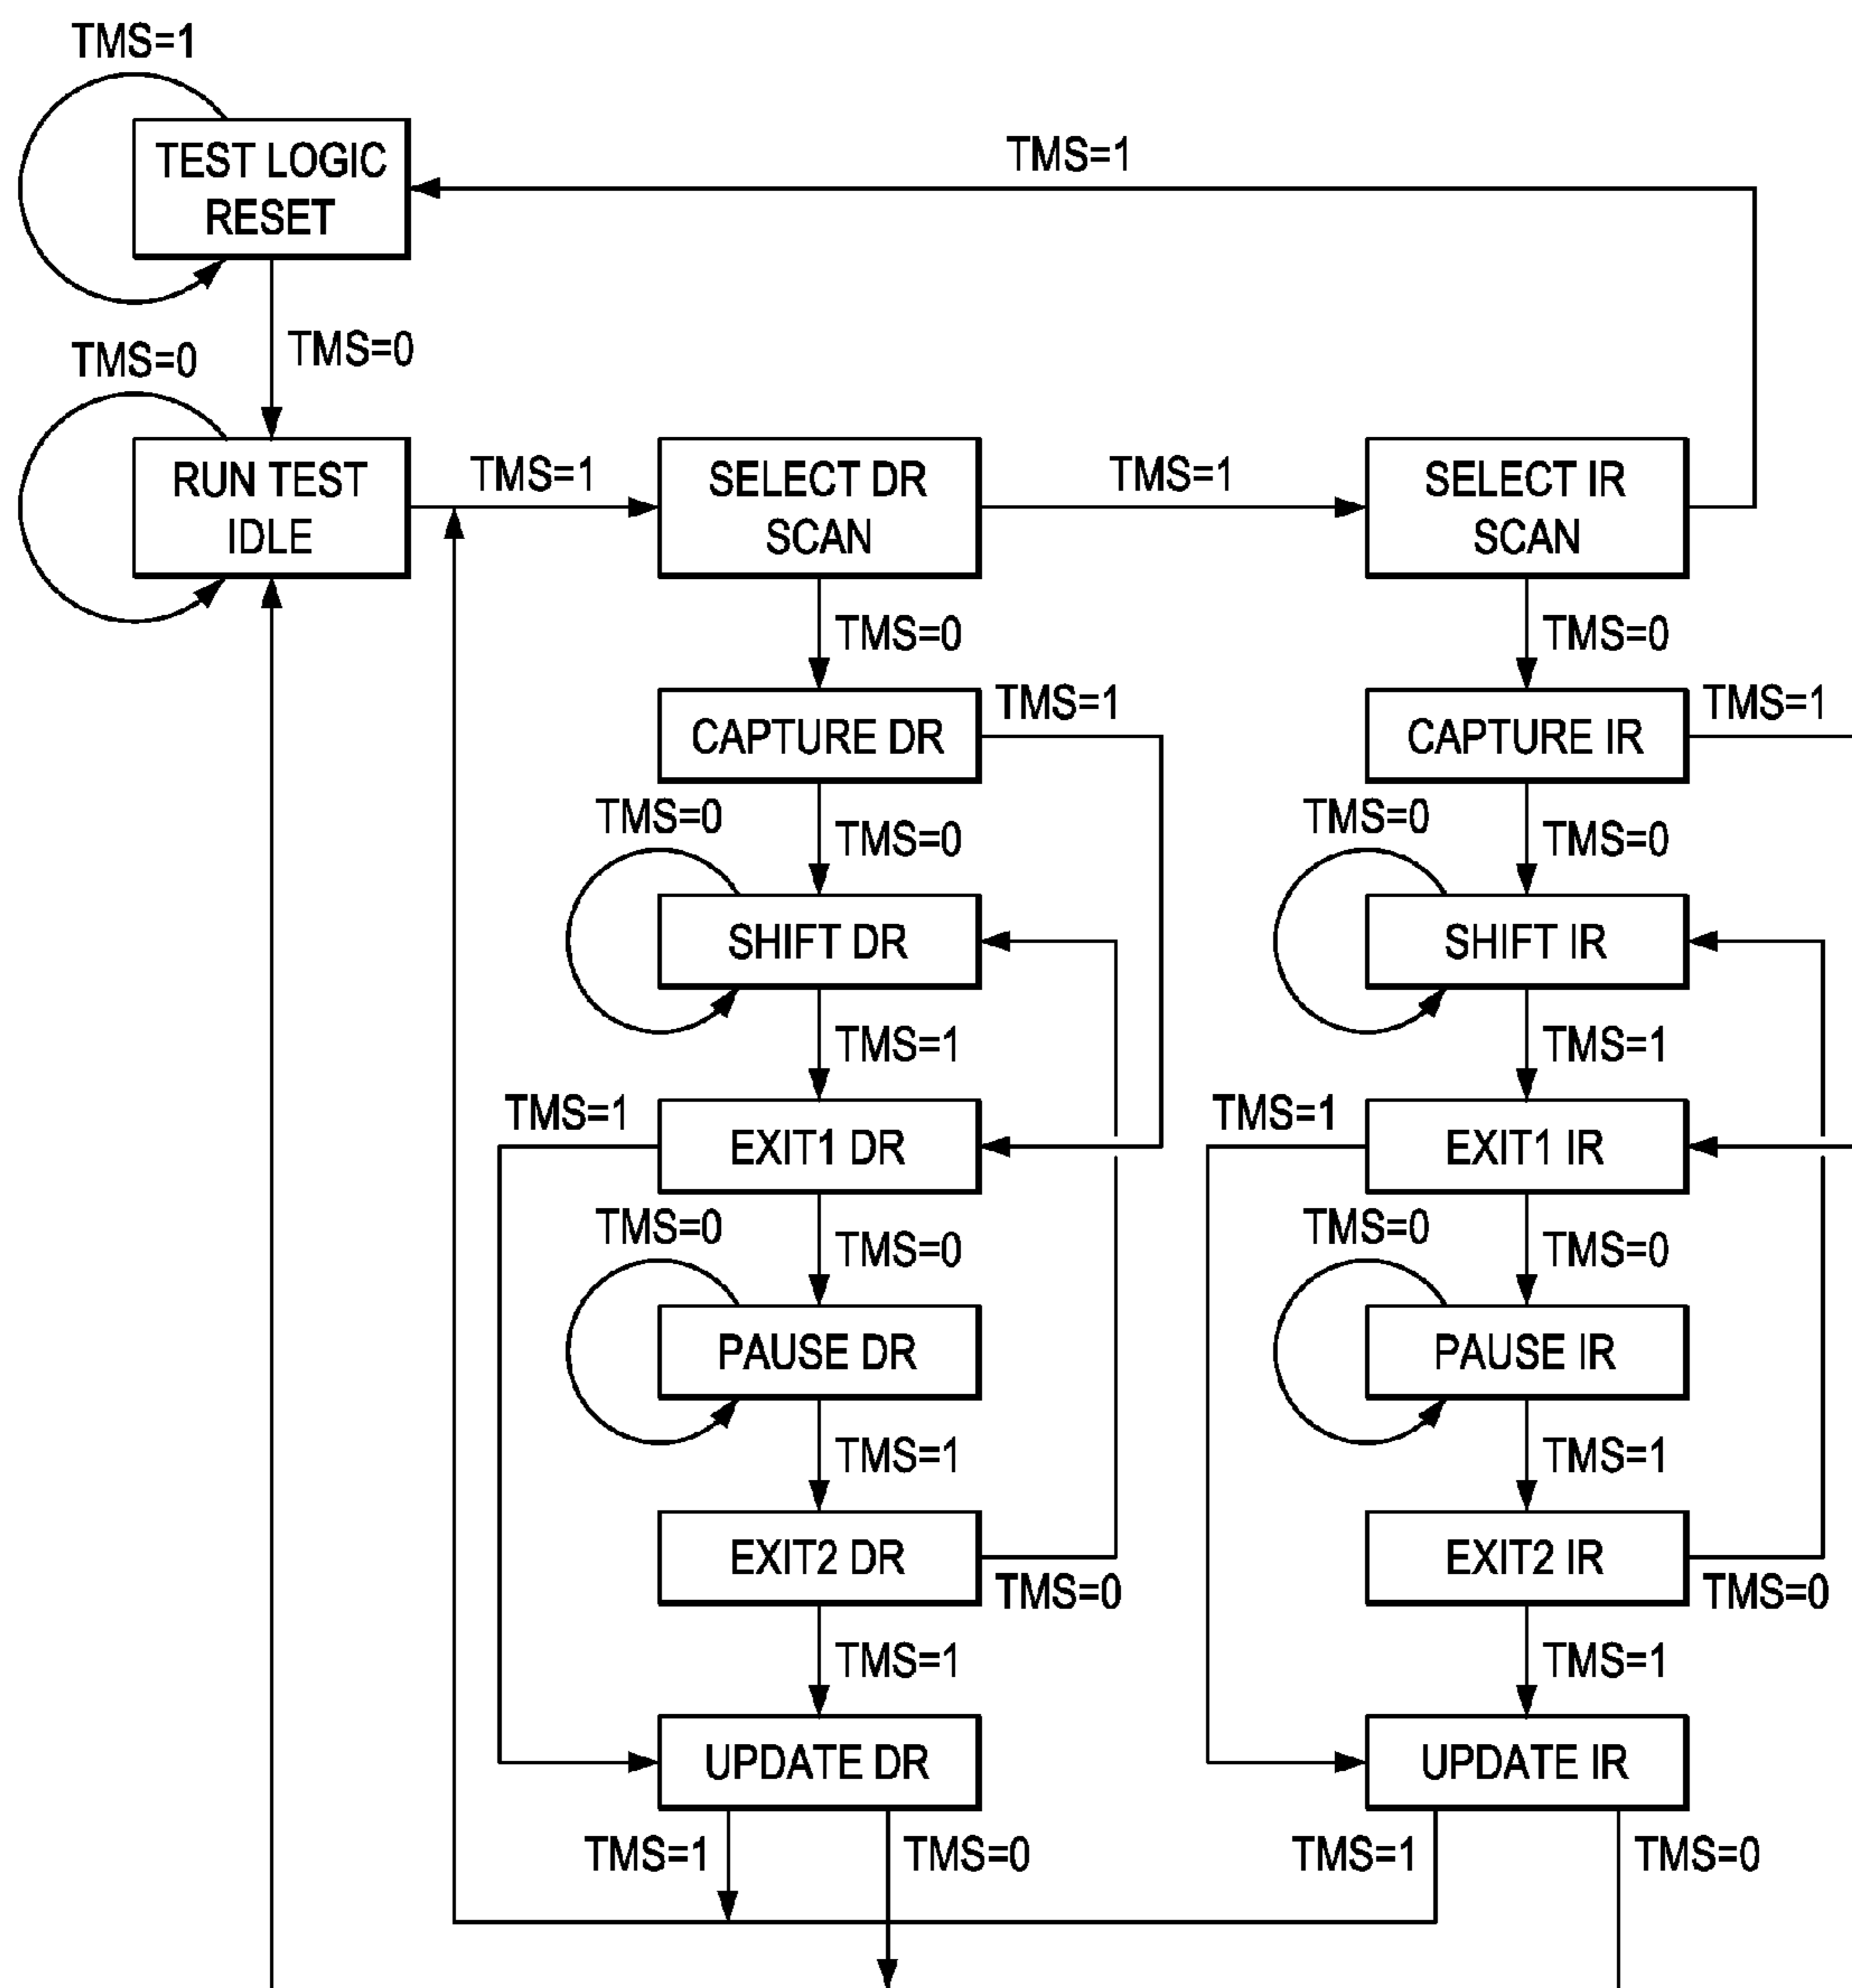 TMS=1
TEST LOGIC
RESET
TMS=1
TMS=0
TMS=0
RUN TEST
IDLE
TMS=1
SELECT DR
SCAN
TMS=1
SELECT IR
SCAN
TMS=0
TMS=0
CAPTURE DR
TMS=1
CAPTURE IR
TMS=1
TMS=0
TMS=0
TMS=0
TMS=0
SHIFT DR
SHIFT IR
TMS=1
TMS=1
TMS=1
EXIT1 DR
TMS=1
EXIT1 IR
TMS=0
TMS=0
TMS=0
TMS=0
PAUSE DR
PAUSE IR
TMS=1
TMS=1
EXIT2 DR
TMS=0
EXIT2 IR
TMS=0
TMS=1
TMS=1
UPDATE DR
UPDATE IR
TMS=1
TMS=0
TMS=1
TMS=0